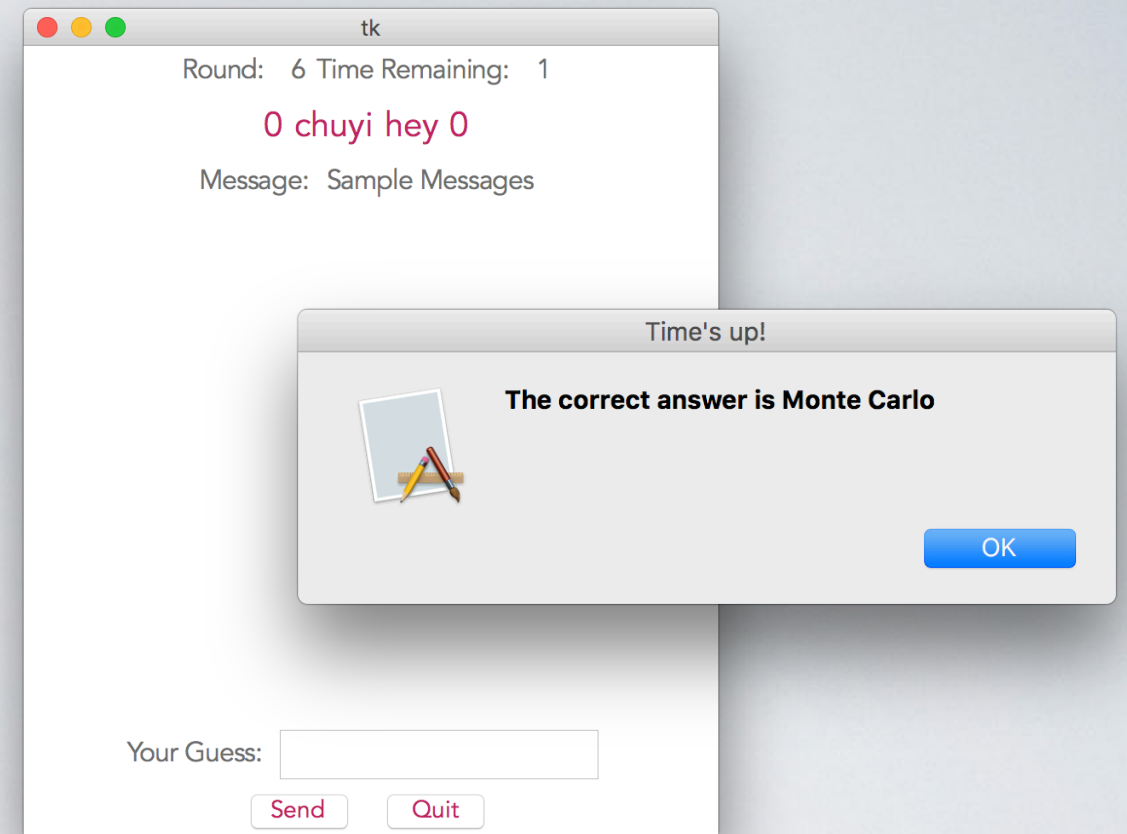 tk
Round: 6 Time Remaining: 1
0 chuyi hey 0
Message: Sample Messages
Time's up!
The correct answer is Monte Carlo
OK
Your Guess:
Send Quit